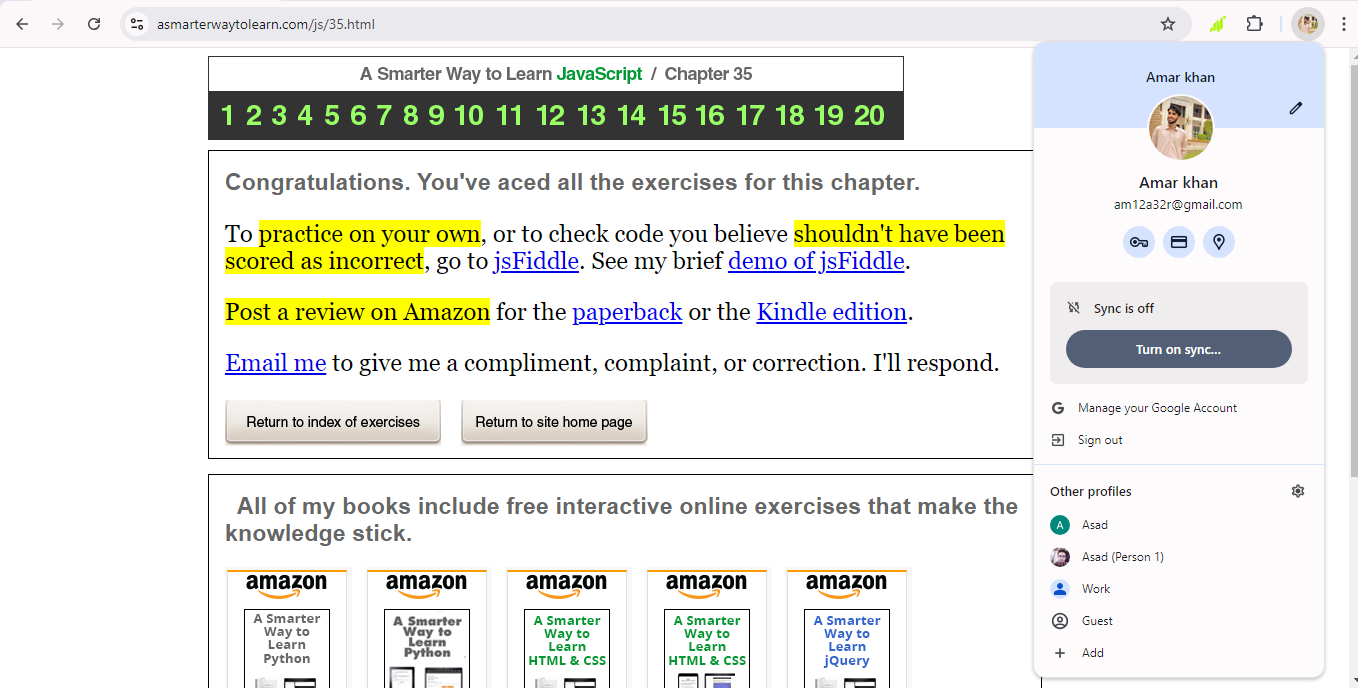 asmarterwaytolearn.com/js/35.html
A Smarter Way to Learn JavaScript / Chapter 35
1 2 3 4 5 6 7 8 9 10 11 12 13 14 15 16 17 18 19 20
Congratulations. You've aced all the exercises for this chapter.
To practice on your own, or to check code you believe shouldn't have been
scored as incorrect, go to jsFiddle. See my brief demo of jsFiddle.
Post a review on Amazon for the paperback or the Kindle edition.
Email me to give me a compliment, complaint, or correction. I'll respond.
Return to index of exercises
Return to site home page
All of my books include free interactive online exercises that make the
knowledge stick.
amazon
A Smarter
Way to
Learn
Python
amazon
A Smarter
Way to
Learn
Python
amazon
A Smarter
Way to
Learn
HTML & CSS
amazon
A Smarter
Way to
Learn
HTML & CSS
amazon
A Smarter
Way to
Learn
jQuery
Amar khan
Amar khan
am12a32r@gmail.com
Sync is off
Turn on sync...
G Manage your Google Account
Sign out
Other profiles
A Asad
Asad (Person 1)
Work
Guest
Add